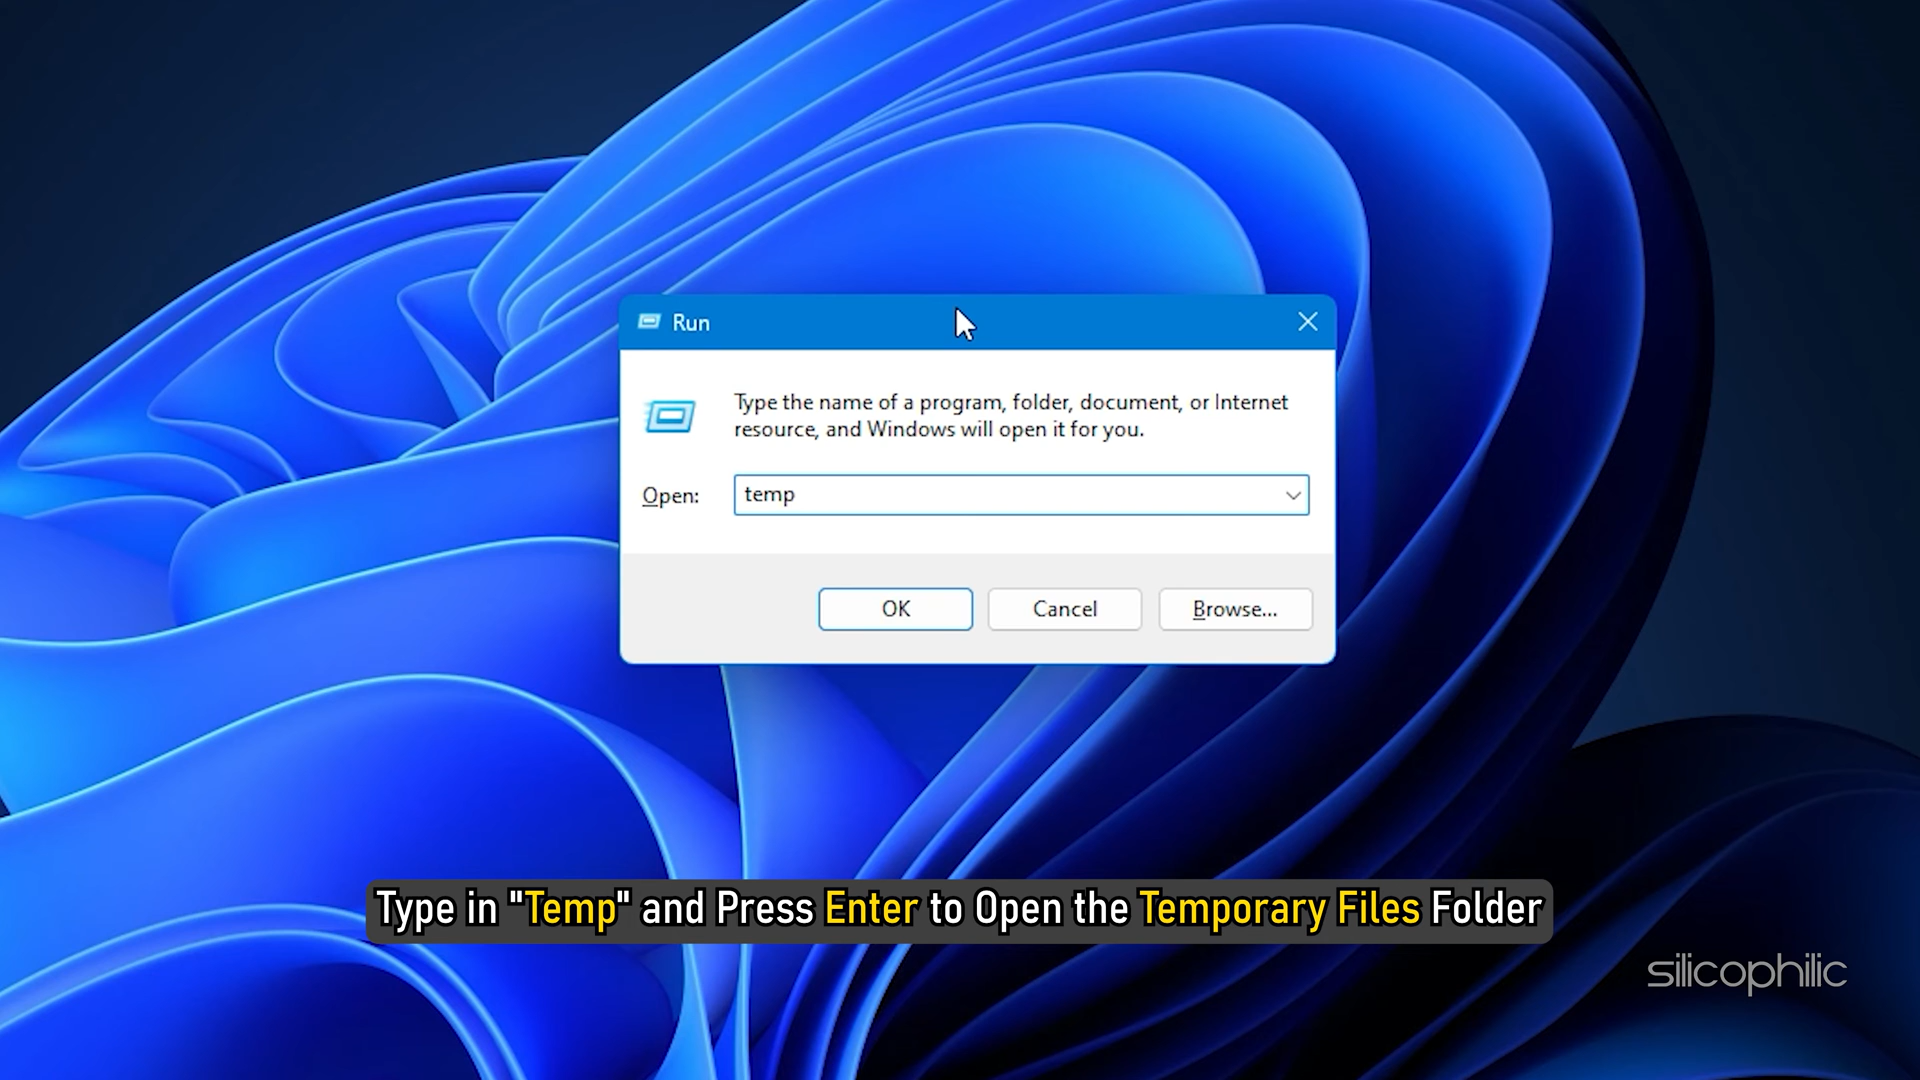 Run
Type the name of a program, folder, document, or Internet
resource, and Windows will open it for you.
Open: temp
OK Cancel Browse...
Type in "Temp" and Press Enter to Open the Temporary Files Folder
silicophilic